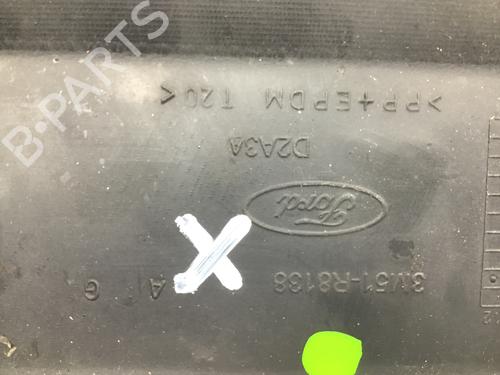 3M51-R8138 A G
Ford
D2A3A
>PP+EPDM T20<
B-PARTS